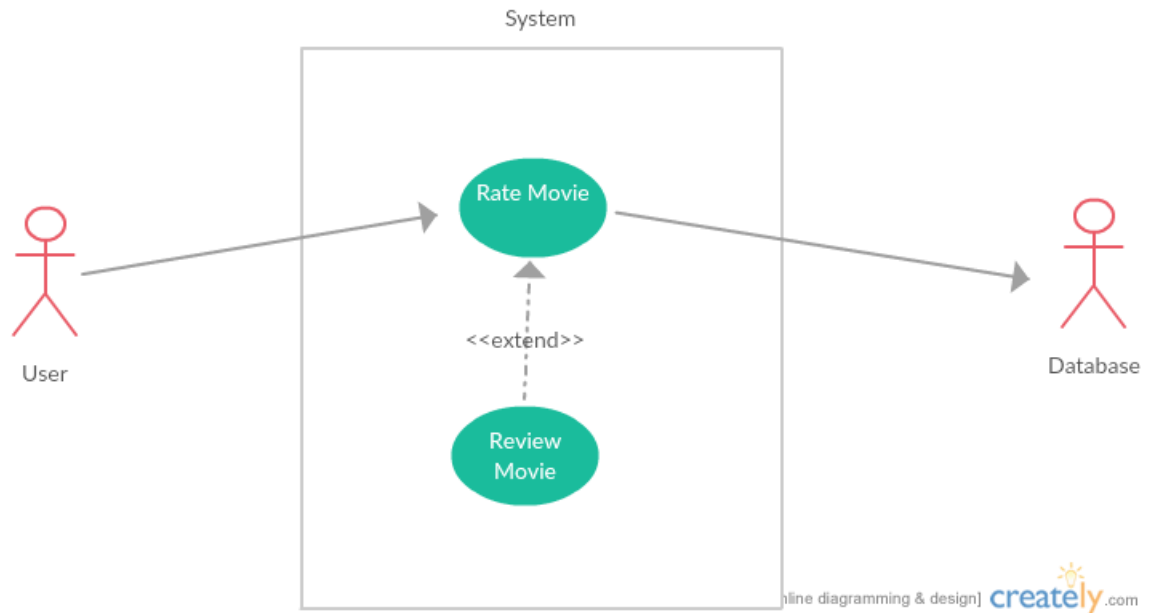 System
Rate Movie
<<extend>>
User
Database
Review
Movie
nline diagramming & design] creately.com